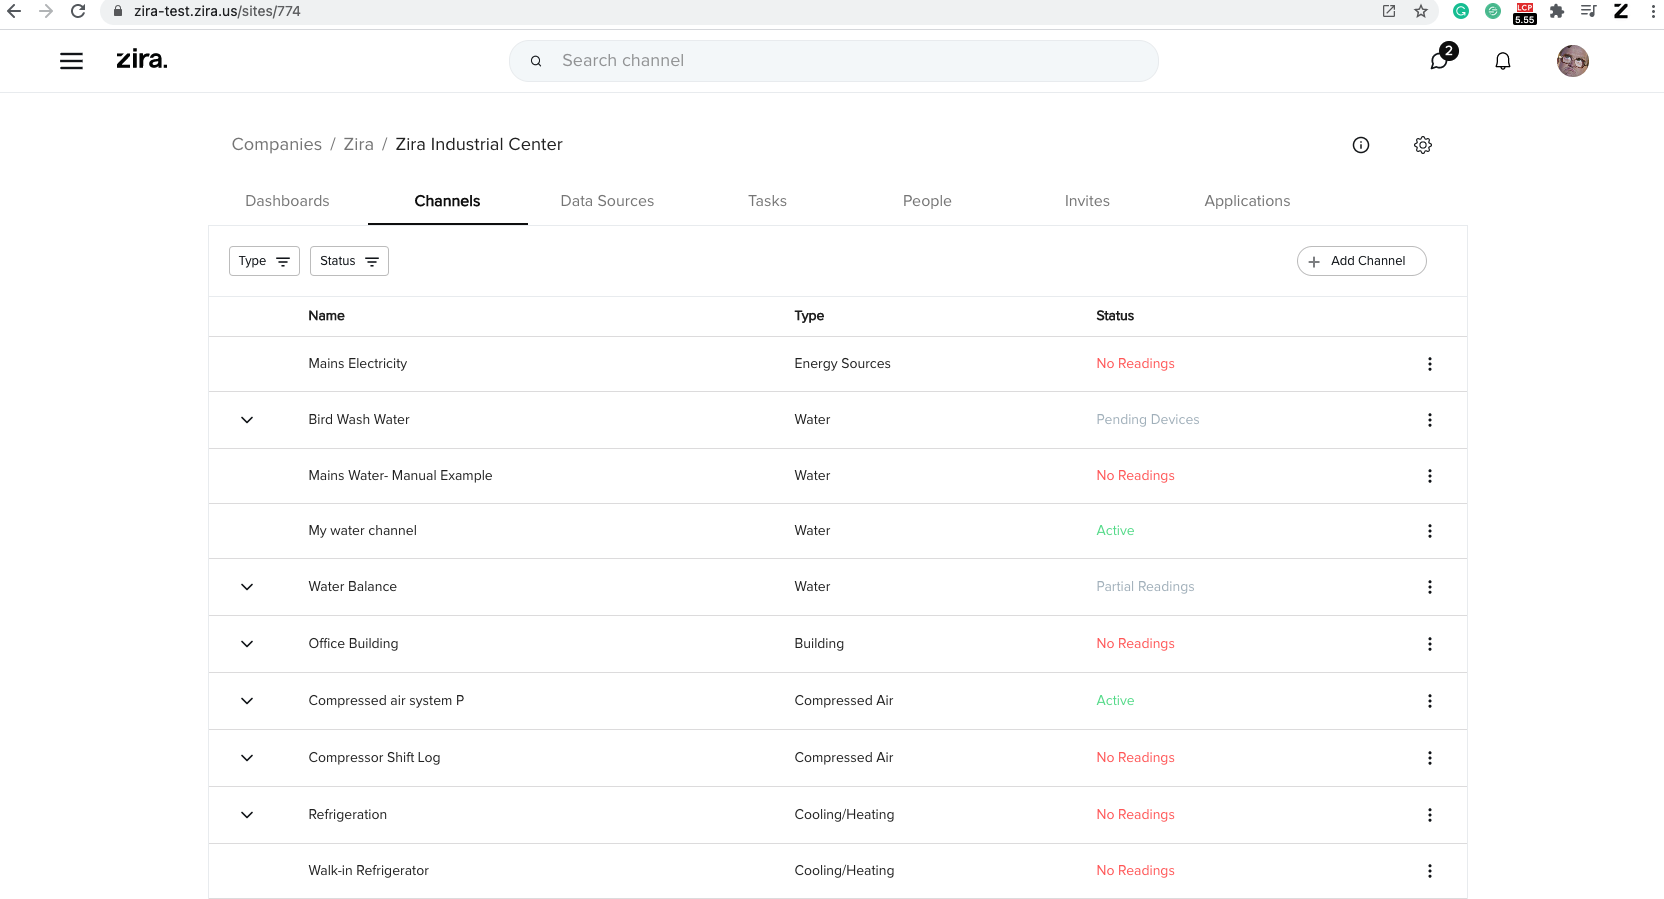 zira-test.zira.us/sites/774
LCP
5.55
zira.
Search channel
2
Companies / Zira / Zira Industrial Center
Dashboards Channels Data Sources Tasks People Invites Applications
Type Status + Add Channel
Name Type Status
Mains Electricity Energy Sources No Readings
Bird Wash Water Water Pending Devices
Mains Water- Manual Example Water No Readings
My water channel Water Active
Water Balance Water Partial Readings
Office Building Building No Readings
Compressed air system P Compressed Air Active
Compressor Shift Log Compressed Air No Readings
Refrigeration Cooling/Heating No Readings
Walk-in Refrigerator Cooling/Heating No Readings